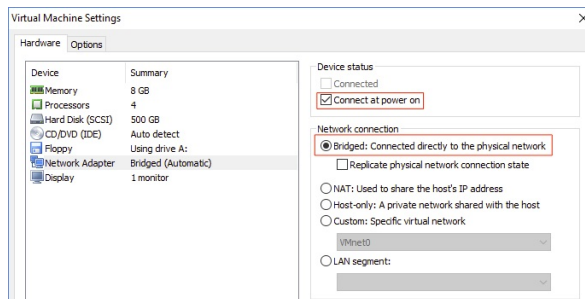 Virtual Machine Settings
Hardware Options
Device Summary
Memory 8 GB
Processors 4
Hard Disk (SCSI) 500 GB
CD/DVD (IDE) Auto detect
Floppy Using drive A:
Network Adapter Bridged (Automatic)
Display 1 monitor
Device status
Connected
Connect at power on
Network connection
Bridged: Connected directly to the physical network
Replicate physical network connection state
NAT: Used to share the host's IP address
Host-only: A private network shared with the host
Custom: Specific virtual network
VMnet0
LAN segment: